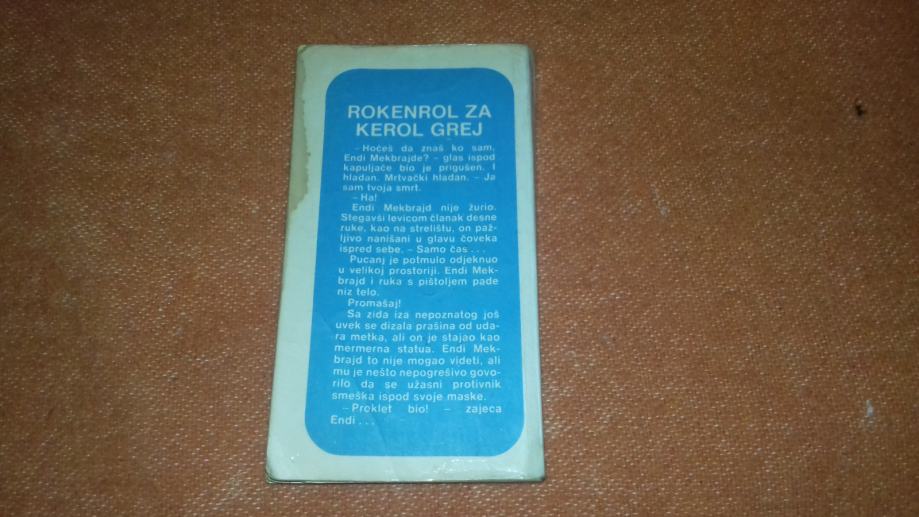 ROKENROL ZA
KEROL GREJ
– Hoćeš da znaš ko sam,
Endi Mekbrajde? – glas ispod
kapuljače bio je prigušen. I
hladan. Mrtvački hladan. – Ja
sam tvoja smrt.
– Ha!
Endi Mekbrajd nije žurio.
Stegavši levicom članak desne
ruke, kao na strelištu, on paž-
ljivo nanišani u glavu čoveka
ispred sebe. – Samo čas . . .
Pucanj je potmulo odjeknuo
u velikoj prostoriji. Endi Mek-
brajd i ruka s pištoljem pade
niz telo.
Promašaj!
Sa zida iza nepoznatog još
uvek se dizala prašina od uda-
ra metka, ali on je stajao kao
mermerna statua. Endi Mek-
brajd to nije mogao videti, ali
mu je nešto nepogrešivo govo-
rilo da se užasni protivnik
smeška ispod svoje maske.
– Proklet bio! – zajeca
Endi . . .